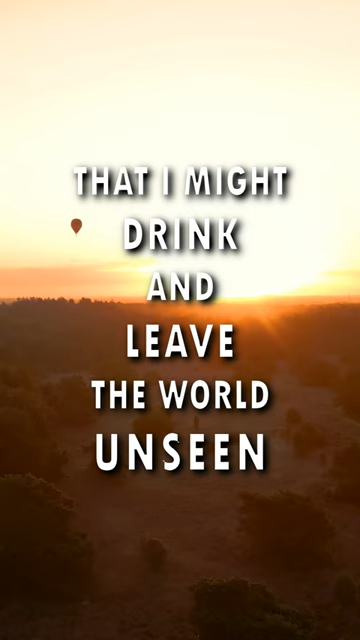 THAT I MIGHT
DRINK
AND
LEAVE
THE WORLD
UNSEEN